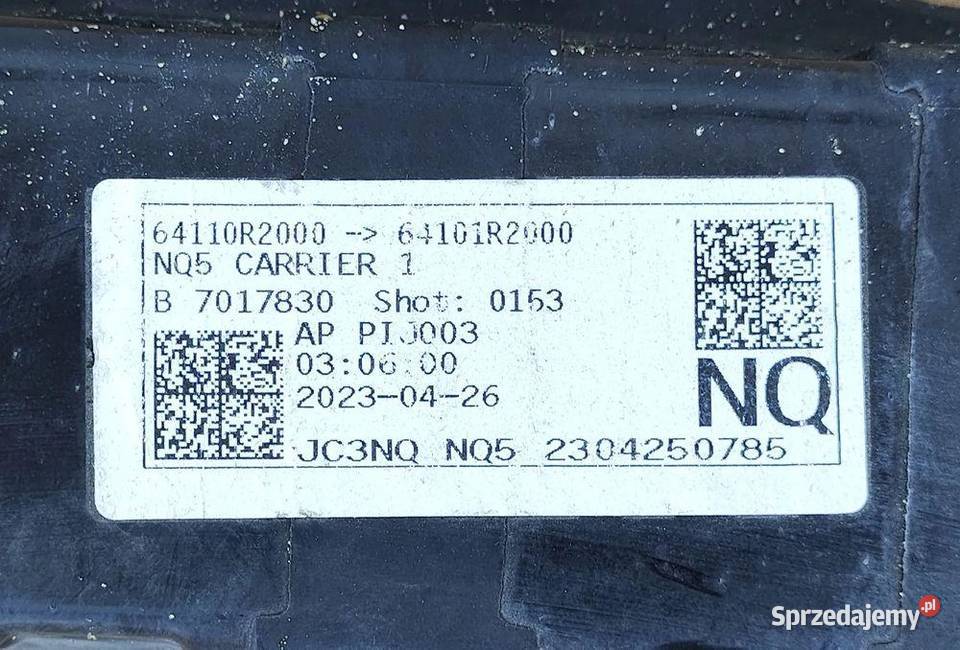 64110R2000 -> 64101R2000
NQ5 CARRIER 1
B 7017830 Shot: 0153
AP PIJ003
03:06:00
2023-04-26
NQ
JC3NQ NQ5 2304250785
Sprzedajemy.pl